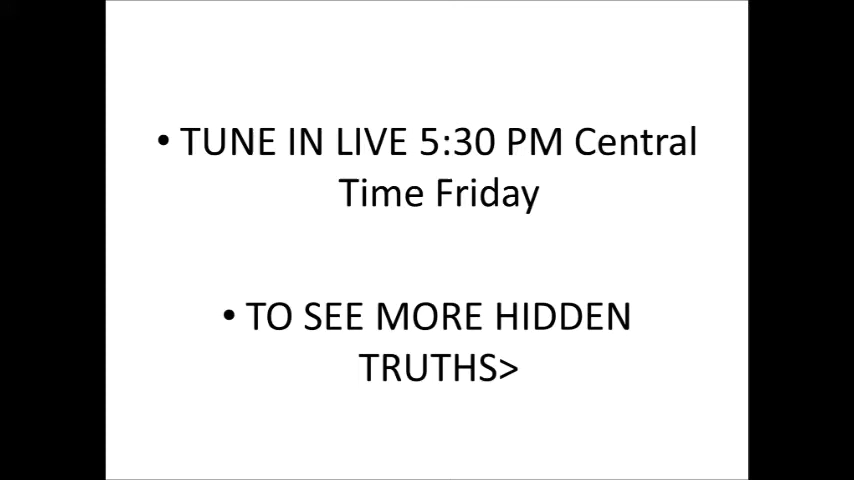 • TUNE IN LIVE 5:30 PM Central
Time Friday
• TO SEE MORE HIDDEN
TRUTHS>